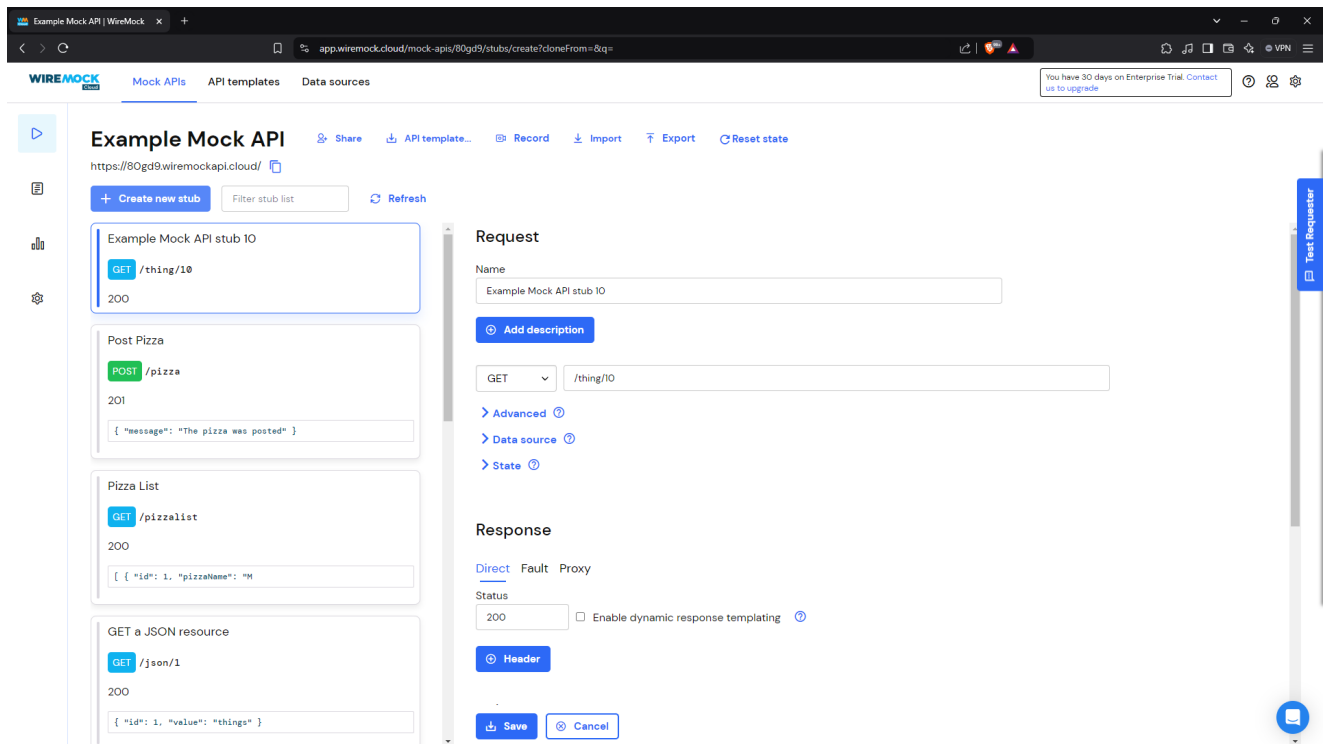 Example Mock API | WireMock
app.wiremock.cloud/mock-apis/80gd9/stubs/create?cloneFrom=&q=
VPN
WIREMOCK
Cloud
Mock APIs
API templates
Data sources
You have 30 days on Enterprise Trial. Contact
us to upgrade
Example Mock API
Share
API template...
Record
Import
Export
Reset state
https://80gd9.wiremockapi.cloud/
Create new stub
Filter stub list
Refresh
Test Requester
Example Mock API stub 10
GET /thing/10
200
Post Pizza
POST /pizza
201
{ "message": "The pizza was posted" }
Pizza List
GET /pizzalist
200
[ { "id": 1, "pizzaName": "M
GET a JSON resource
GET /json/1
200
{ "id": 1, "value": "things" }
Request
Name
Example Mock API stub 10
Add description
GET
/thing/10
Advanced
Data source
State
Response
Direct Fault Proxy
Status
200
Enable dynamic response templating
Header
Save
Cancel